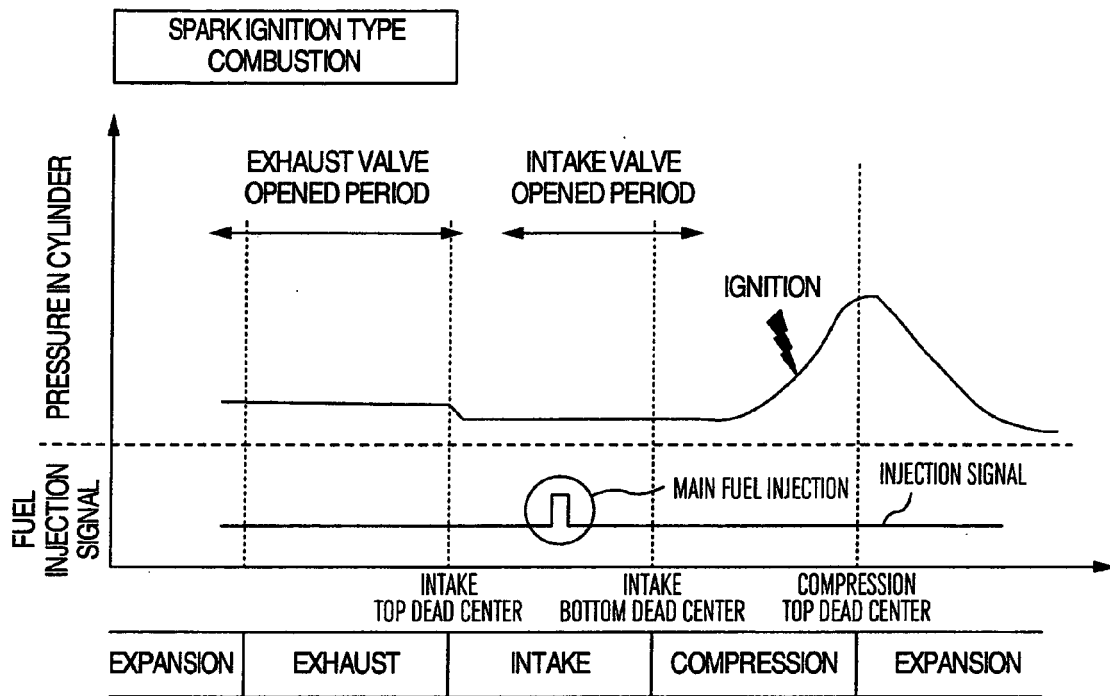 SPARK IGNITION TYPE
COMBUSTION
PRESSURE IN CYLINDER
EXHAUST VALVE
OPENED PERIOD
INTAKE VALVE
OPENED PERIOD
IGNITION
FUEL
INJECTION
SIGNAL
MAIN FUEL INJECTION
INJECTION SIGNAL
INTAKE
TOP DEAD CENTER
INTAKE
BOTTOM DEAD CENTER
COMPRESSION
TOP DEAD CENTER
EXPANSION
EXHAUST
INTAKE
COMPRESSION
EXPANSION